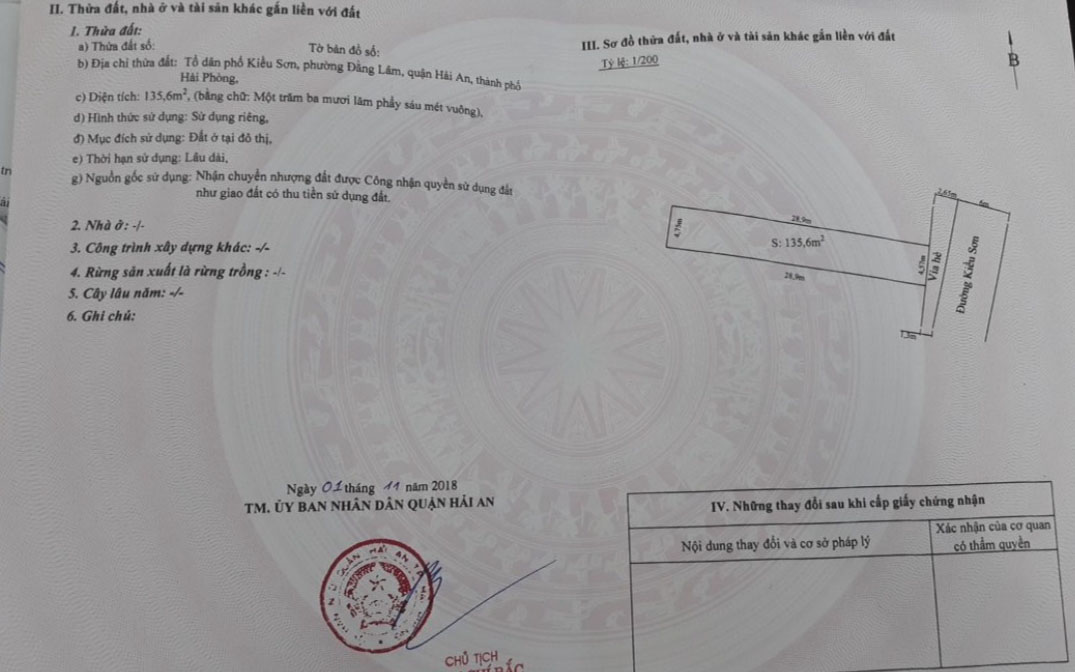 II. Thửa đất, nhà ở và tài sản khác gắn liền với đất
1. Thửa đất:
a) Thửa đất số: Tờ bản đồ số:
b) Địa chỉ thửa đất: Tổ dân phố Kiều Sơn, phường Đằng Lâm, quận Hải An, thành phố
Hải Phòng,
c) Diện tích: 135,6m², (bằng chữ: Một trăm ba mươi lăm phẩy sáu mét vuông),
d) Hình thức sử dụng: Sử dụng riêng,
đ) Mục đích sử dụng: Đất ở tại đô thị,
e) Thời hạn sử dụng: Lâu dài,
g) Nguồn gốc sử dụng: Nhận chuyển nhượng đất được Công nhận quyền sử dụng đất
như giao đất có thu tiền sử dụng đất.
2. Nhà ở: -/-
3. Công trình xây dựng khác: -/-
4. Rừng sản xuất là rừng trồng : -/-
5. Cây lâu năm: -/-
6. Ghi chú:
Ngày 01 tháng 11 năm 2018
TM. ỦY BAN NHÂN DÂN QUẬN HẢI AN
CHỦ TỊCH
III. Sơ đồ thửa đất, nhà ở và tài sản khác gắn liền với đất
Tỷ lệ: 1/200
B
2,65m
6m
28,9m
S: 135,6m²
28,9m
Vỉa hè
Đường Kiều Sơn
IV. Những thay đổi sau khi cấp giấy chứng nhận
Nội dung thay đổi và cơ sở pháp lý
Xác nhận của cơ quan
có thẩm quyền